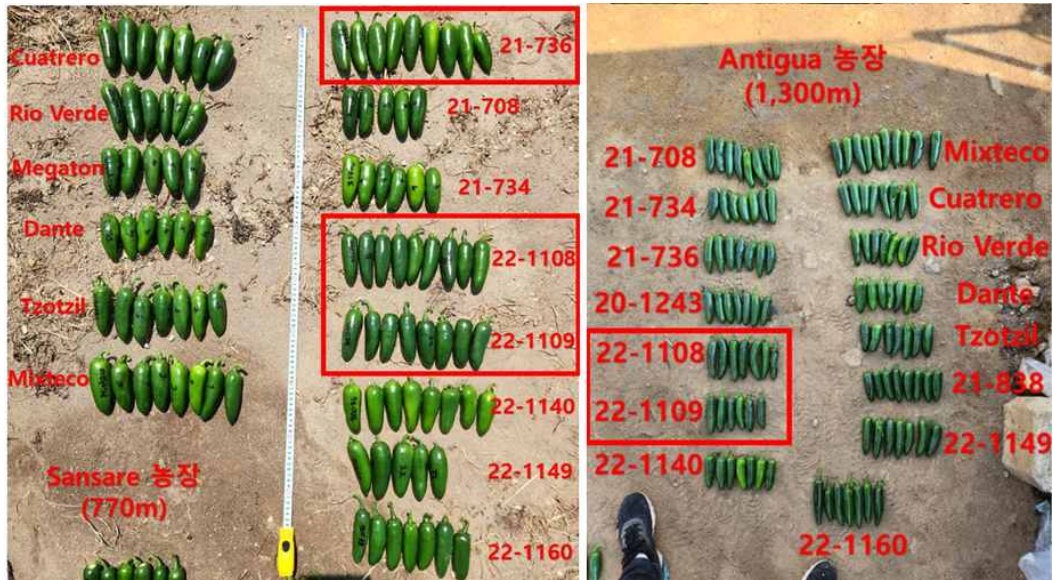 Cuatrero
Rio Verde
Megaton
Dante
Tzotzil
Mixteco
Sansare 농장
(770m)
21-736
21-708
21-734
22-1108
22-1109
22-1140
22-1149
22-1160
Antigua 농장
(1,300m)
21-708
21-734
21-736
20-1243
22-1108
22-1109
22-1140
Mixteco
Cuatrero
Rio Verde
Dante
Tzotzil
21-838
22-1149
22-1160